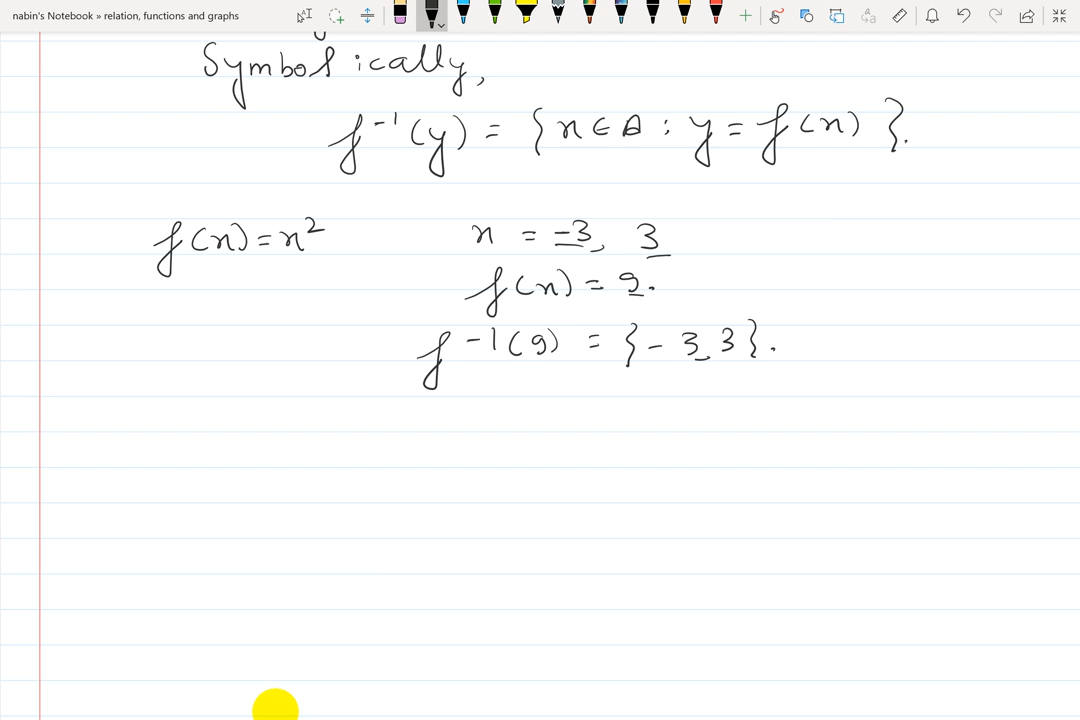 nabin's Notebook » relation, functions and graphs
Symbolically,
f⁻¹(y) = {x ∈ A : y = f(x)}.
f(x) = x²
x = -3, 3
f(x) = 9.
f⁻¹(9) = {-3, 3}.